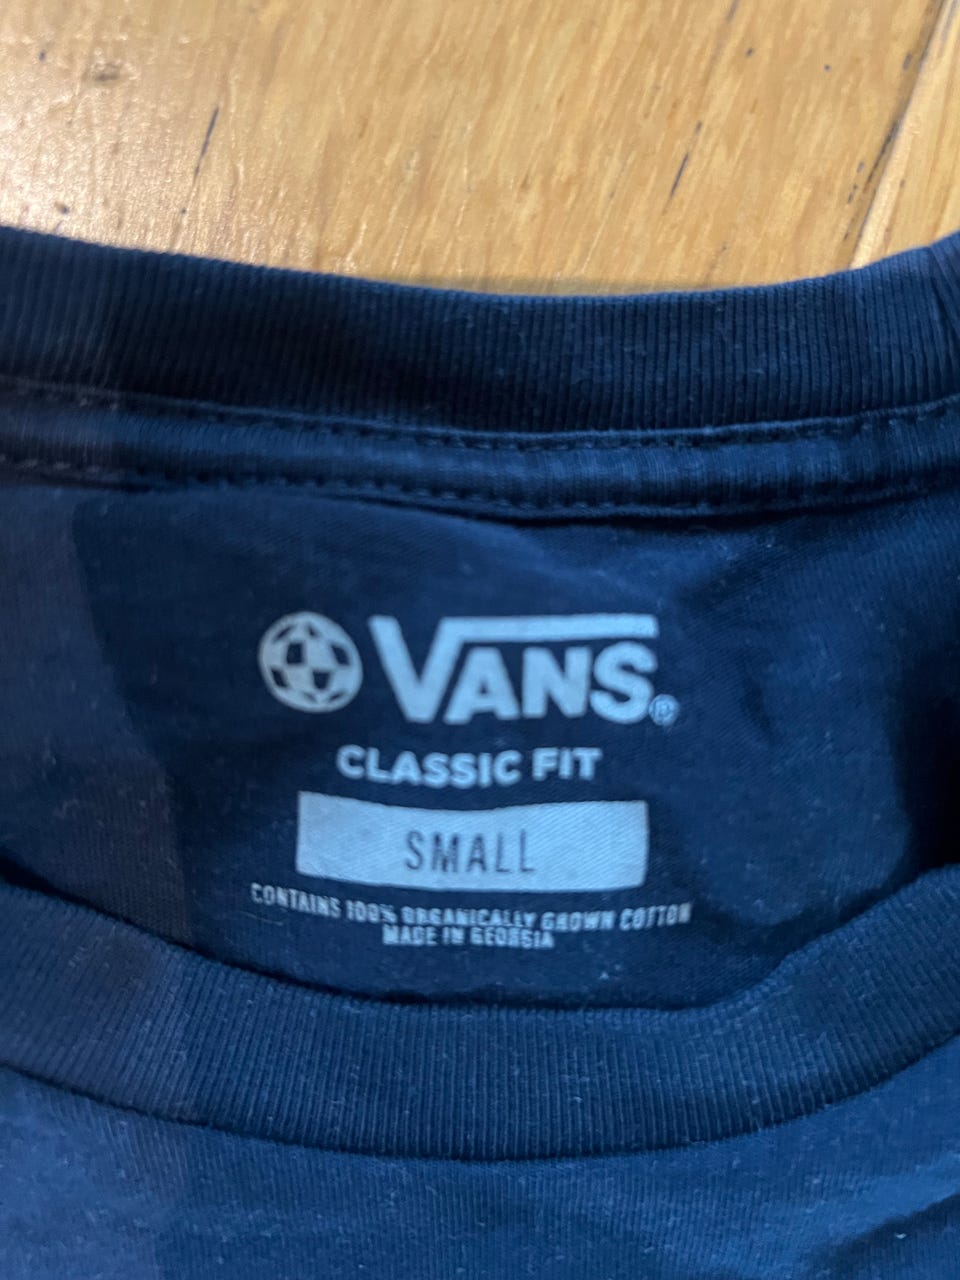 VANS®
CLASSIC FIT
SMALL
CONTAINS 100% ORGANICALLY GROWN COTTON
MADE IN GEORGIA